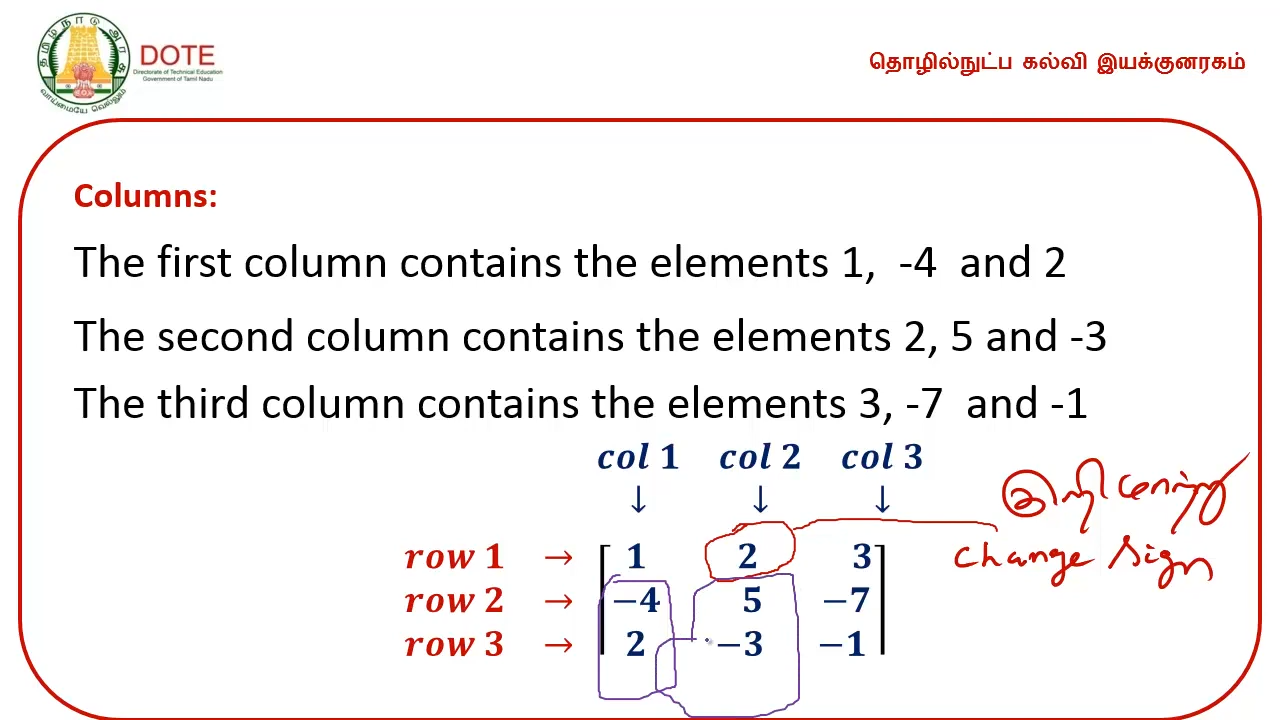 தமிழ்நாடு அரசு
வாய்மையே வெல்லும்
DOTE
Directorate of Technical Education
Government of Tamil Nadu
தொழில்நுட்ப கல்வி இயக்குனரகம்
Columns:
The first column contains the elements 1, -4 and 2
The second column contains the elements 2, 5 and -3
The third column contains the elements 3, -7 and -1
col 1 col 2 col 3
↓ ↓ ↓
row 1 → 1 2 3
row 2 → −4 5 −7
row 3 → 2 −3 −1
மாற்று
change sign